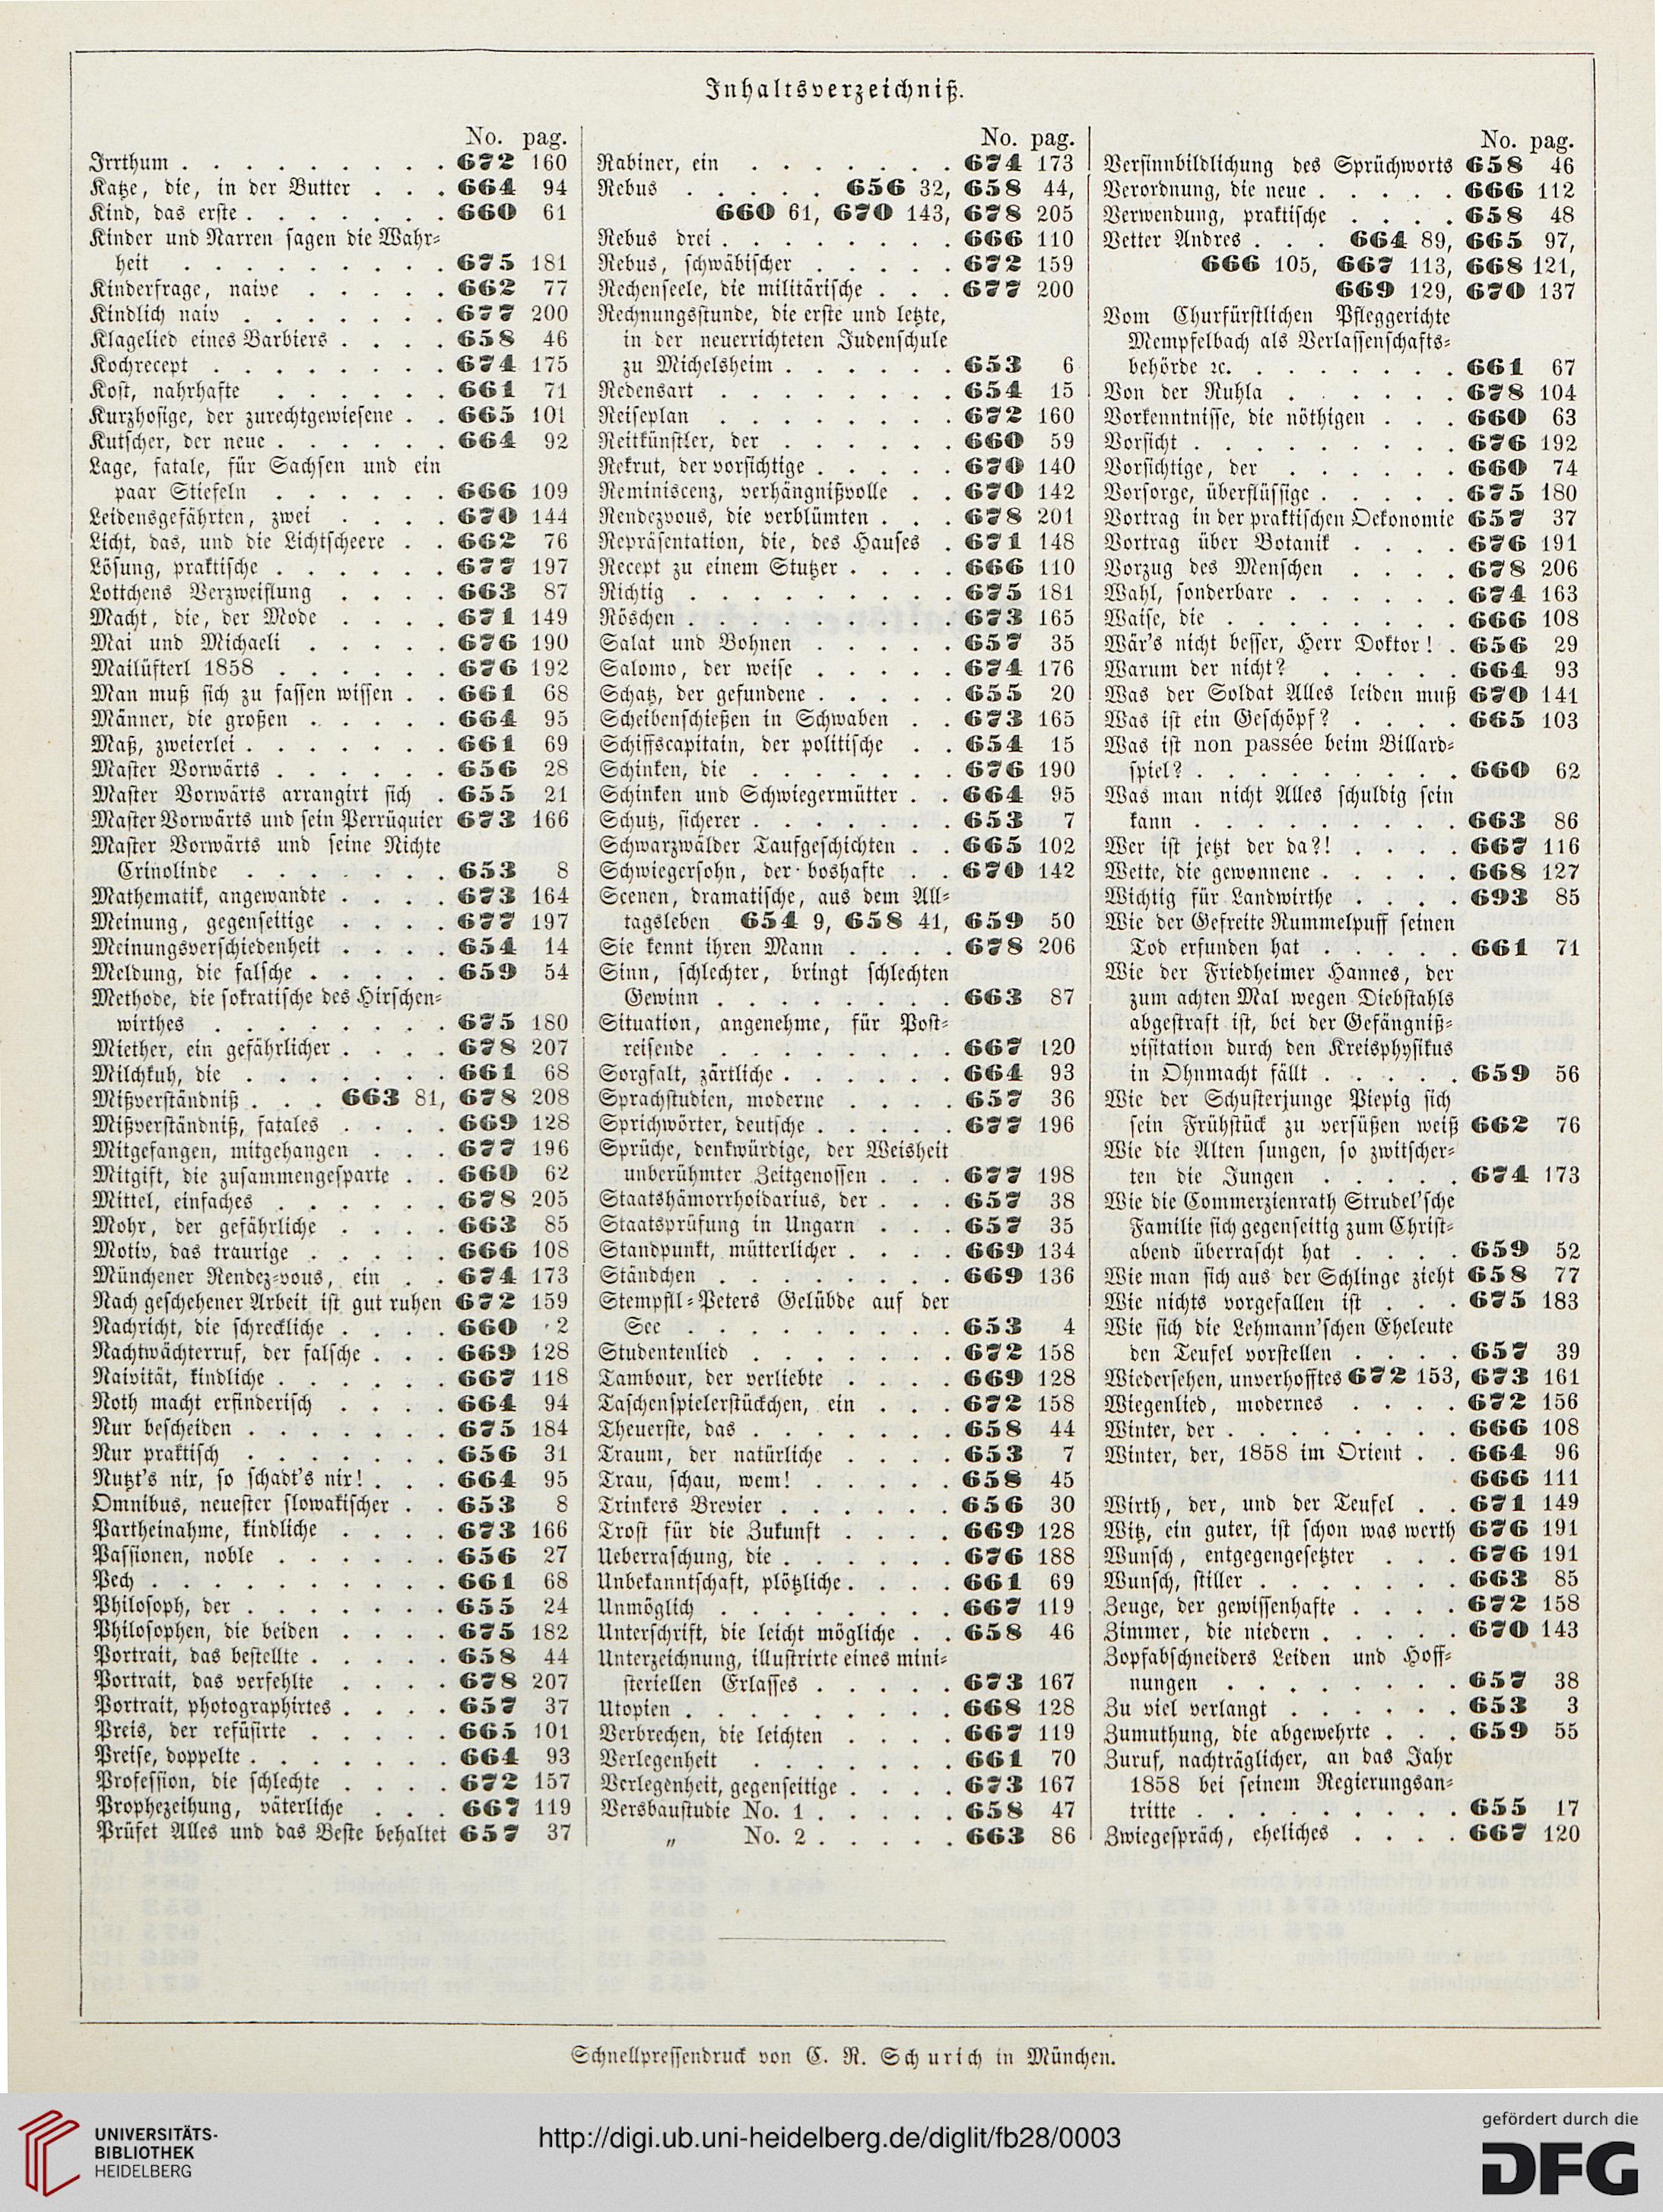 Inhaltsverzeichniß.
No. pag.
Irrthum . . . . . . . . . 672 160
Katze, die, in der Butter . . . 664 94
Kind, das erste . . . . . . . 660 61
Kinder und Narren sagen die Wahr-
heit . . . . . . . . . 675 181
Kinderfrage, naive . . . . . 662 77
Kindlich naiv . . . . . . . 677 200
Klagelied eines Barbiers . . . . 658 46
Kochrecept . . . . . . . . 674 175
Kost, nahrhafte . . . . . . 661 71
Kurzhosige, der zurechtgewiesene . . 665 101
Kutscher, der neue . . . . . . 664 92
Lage, fatale, für Sachsen und ein
paar Stiefeln . . . . . . 666 109
Leidensgefährten, zwei . . . . 670 144
Licht, das, und die Lichtscheere . . 662 76
Lösung, praktische . . . . . . 677 197
Lottchens Verzweiflung . . . . 663 87
Macht, die, der Mode . . . . 671 149
Mai und Michaeli . . . . . 676 190
Mailüfterl 1858 . . . . . . 676 192
Man muß sich zu fassen wissen . . 661 68
Männer, die großen . . . . . 664 95
Maß, zweierlei . . . . . . . 661 69
Master Vorwärts . . . . . . 656 28
Master Vorwärts arrangirt sich . 655 21
Master Vorwärts und sein Perrüquier 673 166
Master Vorwärts und seine Nichte
Crinolinde . . . . . . . 653 8
Mathematik, angewandte . . . . 673 164
Meinung, gegenseitige . . . . 677 197
Meinungsverschiedenheit . . . . 654 14
Meldung, die falsche . . . . . 659 54
Methode, die sokratische des Hirschen-
wirthes . . . . . . . . 675 180
Miether, ein gefährlicher . . . . 678 207
Milchkuh, die . . . . . . . 661 68
Mißverständniß . . . 663 81, 678 208
Mißverständniß, fatales . . . . 669 128
Mitgefangen, mitgehangen . . . 677 196
Mitgift, die zusammengesparte . . 660 62
Mittel, einfaches . . . . . . 678 205
Mohr, der gefährliche . . . . 663 85
Motiv, das traurige . . . . . 666 108
Münchener Rendez-vous, ein . . 674 173
Nach geschehener Arbeit ist gut ruhen 672 159
Nachricht, die schreckliche . . . . 660 2
Nachtwächterruf, der falsche . . . 669 128
Naivität, kindliche . . . . . . 667 118
Noth macht erfinderisch . . . . 664 94
Nur bescheiden . . . . . . . 675 184
Nur praktisch . . . . . . . 656 31
Nutzt's nix, so schadt's nix! . . . 664 95
Omnibus, neuester slowakischer . . 653 8
Partheinahme, kindliche . . . . 673 166
Passionen, noble . . . . . . 656 27
Pech . . . . . . . . . . 661 68
Philosoph, der . . . . . . . 655 24
Philosophen, die beiden . . . . 675 182
Portrait, das bestellte . . . . . 658 44
Portrait, das verfehlte . . . . 678 207
Portrait, photographirtes . . . . 657 37
Preis, der refüsirte . . . . . 665 101
Preise, doppelte . . . . . . . 664 93
Profession, die schlechte . . . . 672 157
Prophezeihung, väterliche . . . 667 119
Prüfet Alles und das Beste behaltet 657 37
No. pag.
Rabiner, ein . . . . . . . 674 173
Rebus . . . . . 656 32, 658 44,
660 61, 670 143, 678 205
Rebus drei . . . . . . . . 666 110
Rebus, schwäbischer . . . . . 672 159
Rechenseele, die militärische . . . 677 200
Rechnungsstunde, die erste und letzte,
in der neuerrichteten Judenschule
zu Michelsheim . . . . . . 653 6
Redensart . . . . . . . . 654 15
Reiseplan . . . . . . . . 672 160
Reitkünstler, der . . . . . . 660 59
Rekrut, der vorsichtige . . . . . 670 140
Reminiscenz, verhängnißvolle . . 670 142
Rendezvous, die verblümten . . . 678 201
Repräsentation, die, des Hauses . 671 148
Recept zu einem Stutzer . . . . 666 110
Richtig . . . . . . . . . 675 181
Röschen . . . . . . . . . 673 165
Salat und Bohnen . . . . . 657 35
Salomo, der weise . . . . . 674 176
Schatz, der gefundene . . . . . 655 20
Scheibenschießen in Schwaben . . 673 165
Schiffscapitain, der politische . . 654 15
Schinken, die . . . . . . . 676 190
Schinken und Schwiegermütter . . 664 95
Schutz, sicherer . . . . . . . 653 7
Schwarzwälder Taufgeschichten . . 665 102
Schwiegersohn, der boshafte . . . 670 142
Scenen, dramatische, aus dem All-
tagsleben 654 9, 658 41, 659 50
Sie kennt ihren Mann . . . . 678 206
Sinn, schlechter, bringt schlechten
Gewinn . . . . . . . . 663 87
Situation, angenehme, für Post-
reisende . . . . . . . . 667 120
Sorgfalt, zärtliche . . . . . . 664 93
Sprachstudien, moderne . . . . 657 36
Sprichwörter, deutsche . . . . . 677 196
Sprüche, denkwürdige, der Weisheit
unberühmter Zeitgenossen . . . 677 198
Staatshämorrhoidarius, der . . . 657 38
Staatsprüfung in Ungarn . . . 657 35
Standpunkt, mütterlicher . . . . 669 134
Ständchen . . . . . . . . 669 136
Stempfll-Peters Gelübde auf der
See . . . . . . . . . 653 4
Studentenlied . . . . . . . 672 158
Tambour, der verliebte . . . . 669 128
Taschenspielerstückchen, ein . . . 672 158
Theuerste, das . . . . . . . 658 44
Traum, der natürliche . . . . 653 7
Trau, schau, wem! . . . . . 658 45
Trinkers Brevier . . . . . . 656 30
Trost für die Zukunft . . . . 669 128
Ueberraschung, die . . . . . . 676 188
Unbekanntschaft, plötzliche . . . . 661 69
Unmöglich . . . . . . . . 667 119
Unterschrift, die leicht mögliche . . 658 46
Unterzeichnung, illustrirte eines mini-
steriellen Erlasses . . . . . 673 167
Utopien . . . . . . . . . 668 128
Verbrechen, die leichten . . . . 667 119
Verlegenheit . . . . . . . 661 70
Verlegenheit, gegenseitige . . . . 673 167
Versbaustudie No. 1 . . . . . 658 47
„ No. 2 . . . . . 663 86
No. pag.
Versinnbildlichung des Sprüchworts 658 46
Verordnung, die neue . . . . . 666 112
Verwendung, praktische . . . . 658 48
Vetter Andres . . . 664 89, 665 97,
666 105, 667 113, 668 121,
669 129, 670 137
Vom Churfürstlichen Pfleggerichte
Mempfelbach als Verlassenschafts-
behörde ꝛc. . . . . . . . 661 67
Von der Ruhla . . . . . . 678 104
Vorkenntnisse, die nöthigen . . . 660 63
Vorsicht . . . . . . . . . 676 192
Vorsichtige, der . . . . . . 660 74
Vorsorge, überflüssige . . . . . 675 180
Vortrag in der praktischen Oekonomie 657 37
Vortrag über Botanik . . . . 676 191
Vorzug des Menschen . . . . 678 206
Wahl, sonderbare . . . . . . 674 163
Waise, die . . . . . . . . 666 108
Wär's nicht besser, Herr Doktor! . 656 29
Warum der nicht? . . . . . 664 93
Was der Soldat Alles leiden muß 670 141
Was ist ein Geschöpf? . . . . 665 103
Was ist non passée beim Billard-
spiel? . . . . . . . . . 660 62
Was man nicht Alles schuldig sein
kann . . . . . . . . . 663 86
Wer ist jetzt der da?! . . . . 667 116
Wette, die gewonnene . . . . . 668 127
Wichtig für Landwirthe . . . . 693 85
Wie der Gefreite Rummelpuff seinen
Tod erfunden hat . . . . . 661 71
Wie der Friedheimer Hannes, der
zum achten Mal wegen Diebstahls
abgestraft ist, bei der Gefängniß-
visitation durch den Kreisphysikus
in Ohnmacht fällt . . . . . 659 56
Wie der Schusterjunge Piepig sich
sein Frühstück zu versüßen weiß 662 76
Wie die Alten sungen, so zwitscher-
ten die Jungen . . . . . 674 173
Wie die Commerzienrath Strudel'sche
Familie sich gegenseitig zum Christ-
abend überrascht hat . . . . 659 52
Wie man sich aus der Schlinge zieht 658 77
Wie nichts vorgefallen ist . . . 675 183
Wie sich die Lehmann'schen Eheleute
den Teufel vorstellen . . . . 657 39
Wiedersehen, unverhofftes 672 153, 673 161
Wiegenlied, modernes . . . . 672 156
Winter, der . . . . . . . . 666 108
Winter, der, 1858 im Orient . . 664 96
666 111
Wirth, der, und der Teufel . . 671 149
Witz, ein guter, ist schon was werth 676 191
Wunsch, entgegengesetzter . . . 676 191
Wunsch, stiller . . . . . . . 663 85
Zeuge, der gewissenhafte . . . . 672 158
Zimmer, die niedern . . . . . 670 143
Zopfabschneiders Leiden und Hoff-
nungen . . . . . . . . 657 38
Zu viel verlangt . . . . . . 653 3
Zumuthung, die abgewehrte . . . 659 55
Zuruf, nachträglicher, an das Jahr
1858 bei seinem Regierungsan-
tritte . . . . . . . . . 655 17
Zwiegespräch, eheliches . . . . 667 120
Schnellpressendruck von C. R. Schurich in München.
UNIVERSITÄTS-
BIBLIOTHEK
HEIDELBERG
http://digi.ub.uni-heidelberg.de/diglit/fb28/0003
gefördert durch die
DFG